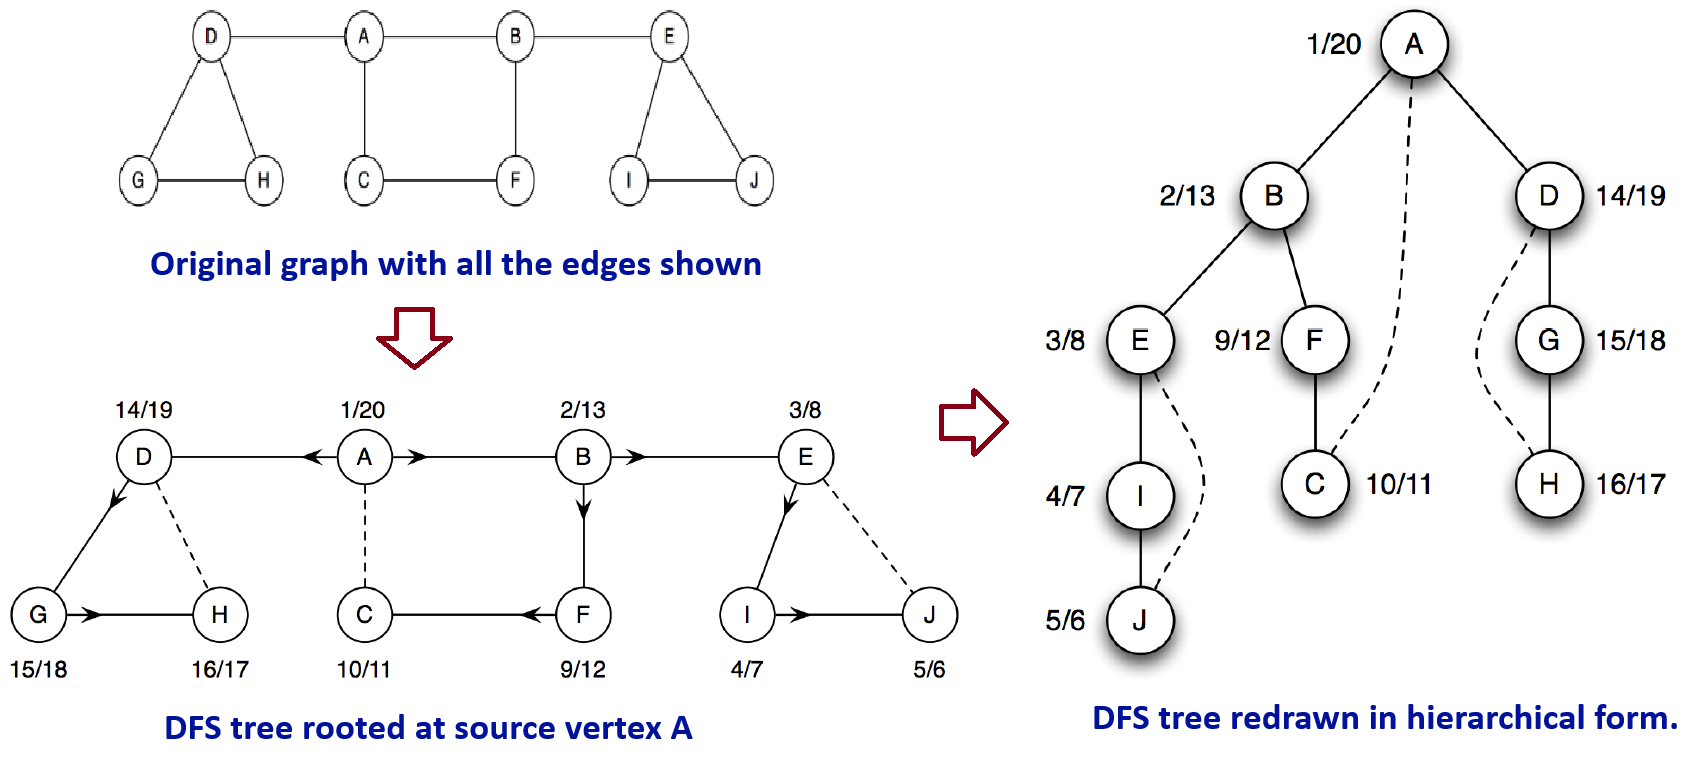 D A B E
G H C F I J
Original graph with all the edges shown
14/19 1/20 2/13 3/8
D A B E
G H C F I J
15/18 16/17 10/11 9/12 4/7 5/6
DFS tree rooted at source vertex A
1/20 A
2/13 B D 14/19
3/8 E 9/12 F G 15/18
4/7 I C 10/11 H 16/17
5/6 J
DFS tree redrawn in hierarchical form.